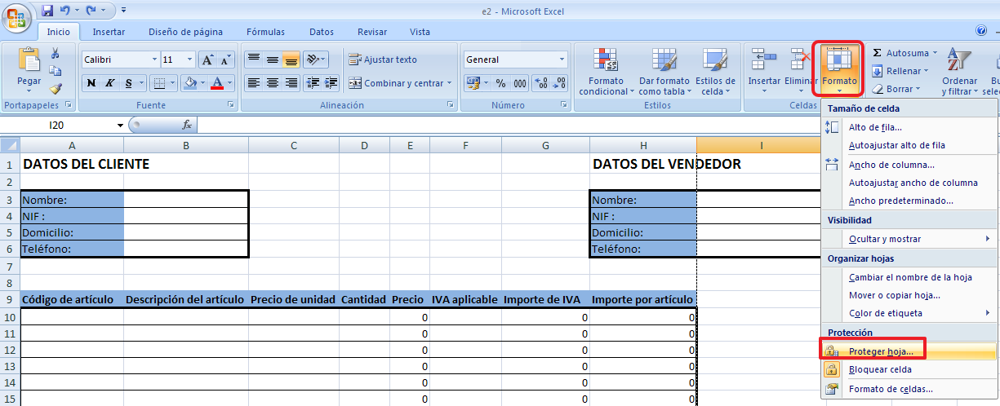 e2 - Microsoft Excel
Inicio Insertar Diseño de página Fórmulas Datos Revisar Vista
Pegar
Calibri 11
N K S
Ajustar texto
Combinar y centrar
General
% 000
Formato condicional
Dar formato como tabla
Estilos de celda
Insertar Eliminar Formato
Autosuma
Rellenar
Borrar
Ordenar y filtrar
Portapapeles Fuente Alineación Número Estilos Celdas
I20 fx
A B C D E F G H I
1 DATOS DEL CLIENTE DATOS DEL VENDEDOR
2
3 Nombre: Nombre:
4 NIF : NIF :
5 Domicilio: Domicilio:
6 Teléfono: Teléfono:
7
8
9 Código de artículo Descripción del artículo Precio de unidad Cantidad Precio IVA aplicable Importe de IVA Importe por artículo
10 0 0 0
11 0 0 0
12 0 0 0
13 0 0 0
14 0 0 0
15 0 0 0
Tamaño de celda
Alto de fila...
Autoajustar alto de fila
Ancho de columna...
Autoajustar ancho de columna
Ancho predeterminado...
Visibilidad
Ocultar y mostrar
Organizar hojas
Cambiar el nombre de la hoja
Mover o copiar hoja...
Color de etiqueta
Protección
Proteger hoja...
Bloquear celda
Formato de celdas...